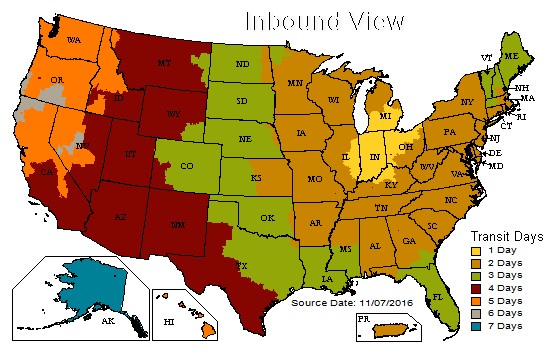 Inbound View
WA
MT
ND
MN
VT
ME
OR
ID
SD
WI
MI
NY
NH
MA
RI
CT
WY
NE
IA
PA
NJ
NV
UT
CO
IL
IN
OH
DE
MD
CA
KS
MO
KY
WV
VA
AZ
NM
OK
AR
TN
NC
SC
TX
LA
MS
AL
GA
FL
Transit Days
1 Day
2 Days
3 Days
4 Days
5 Days
6 Days
7 Days
Source Date: 11/07/2016
AK
HI
PR